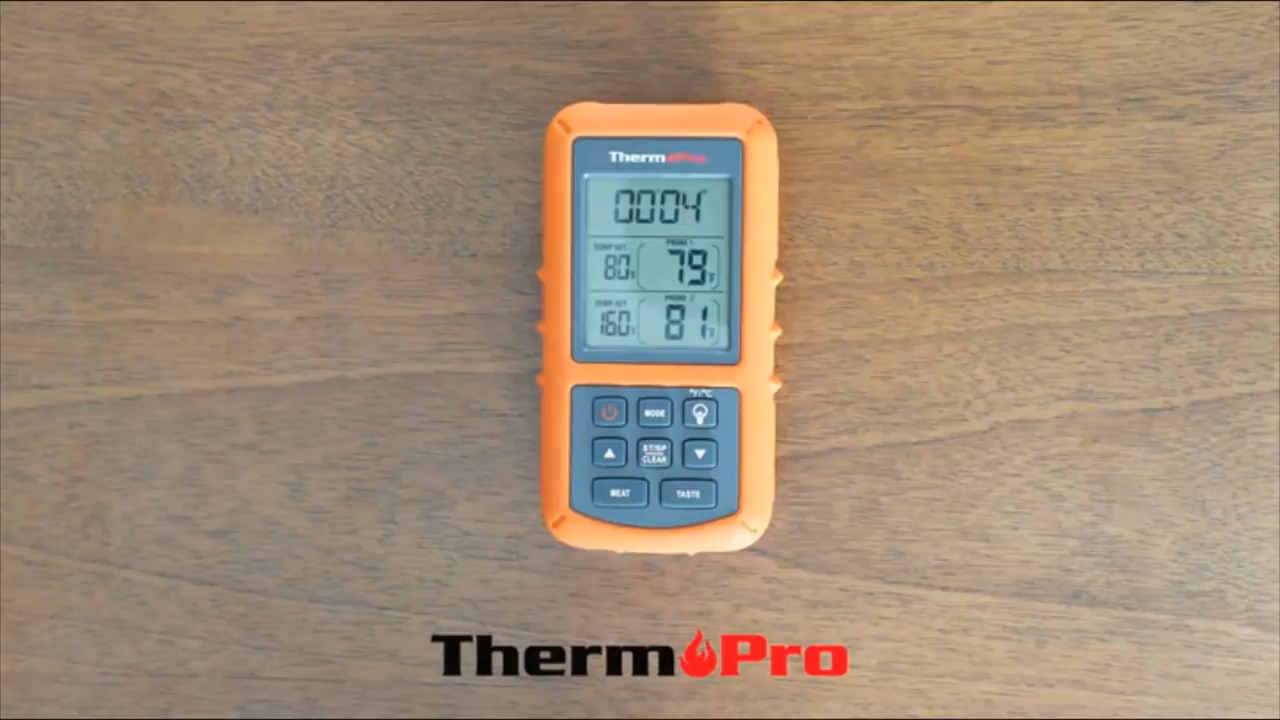 ThermoPro
0004
TEMP SET PROBE 1
80°F 79°F
TEMP SET PROBE 2
160°F 81°F
°F/°C
MODE
ST/SP
CLEAR
MEAT TASTE
ThermoPro